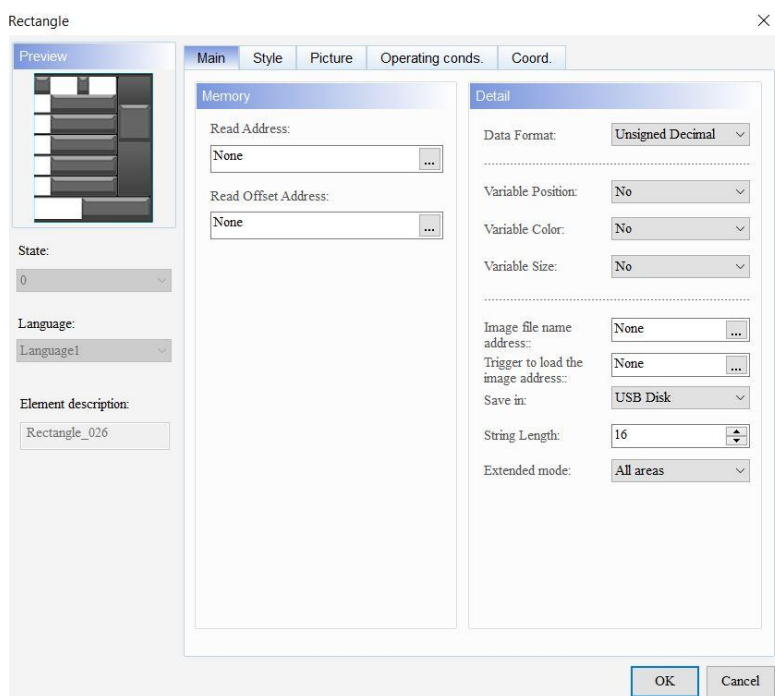 Rectangle
Preview
State:
0
Language:
Language1
Element description:
Rectangle_026
Main Style Picture Operating conds. Coord.
Memory
Read Address:
None
...
Read Offset Address:
None
...
Detail
Data Format: Unsigned Decimal
Variable Position: No
Variable Color: No
Variable Size: No
Image file name
address::
None
...
Trigger to load the
image address::
None
...
Save in: USB Disk
String Length: 16
Extended mode: All areas
OK Cancel